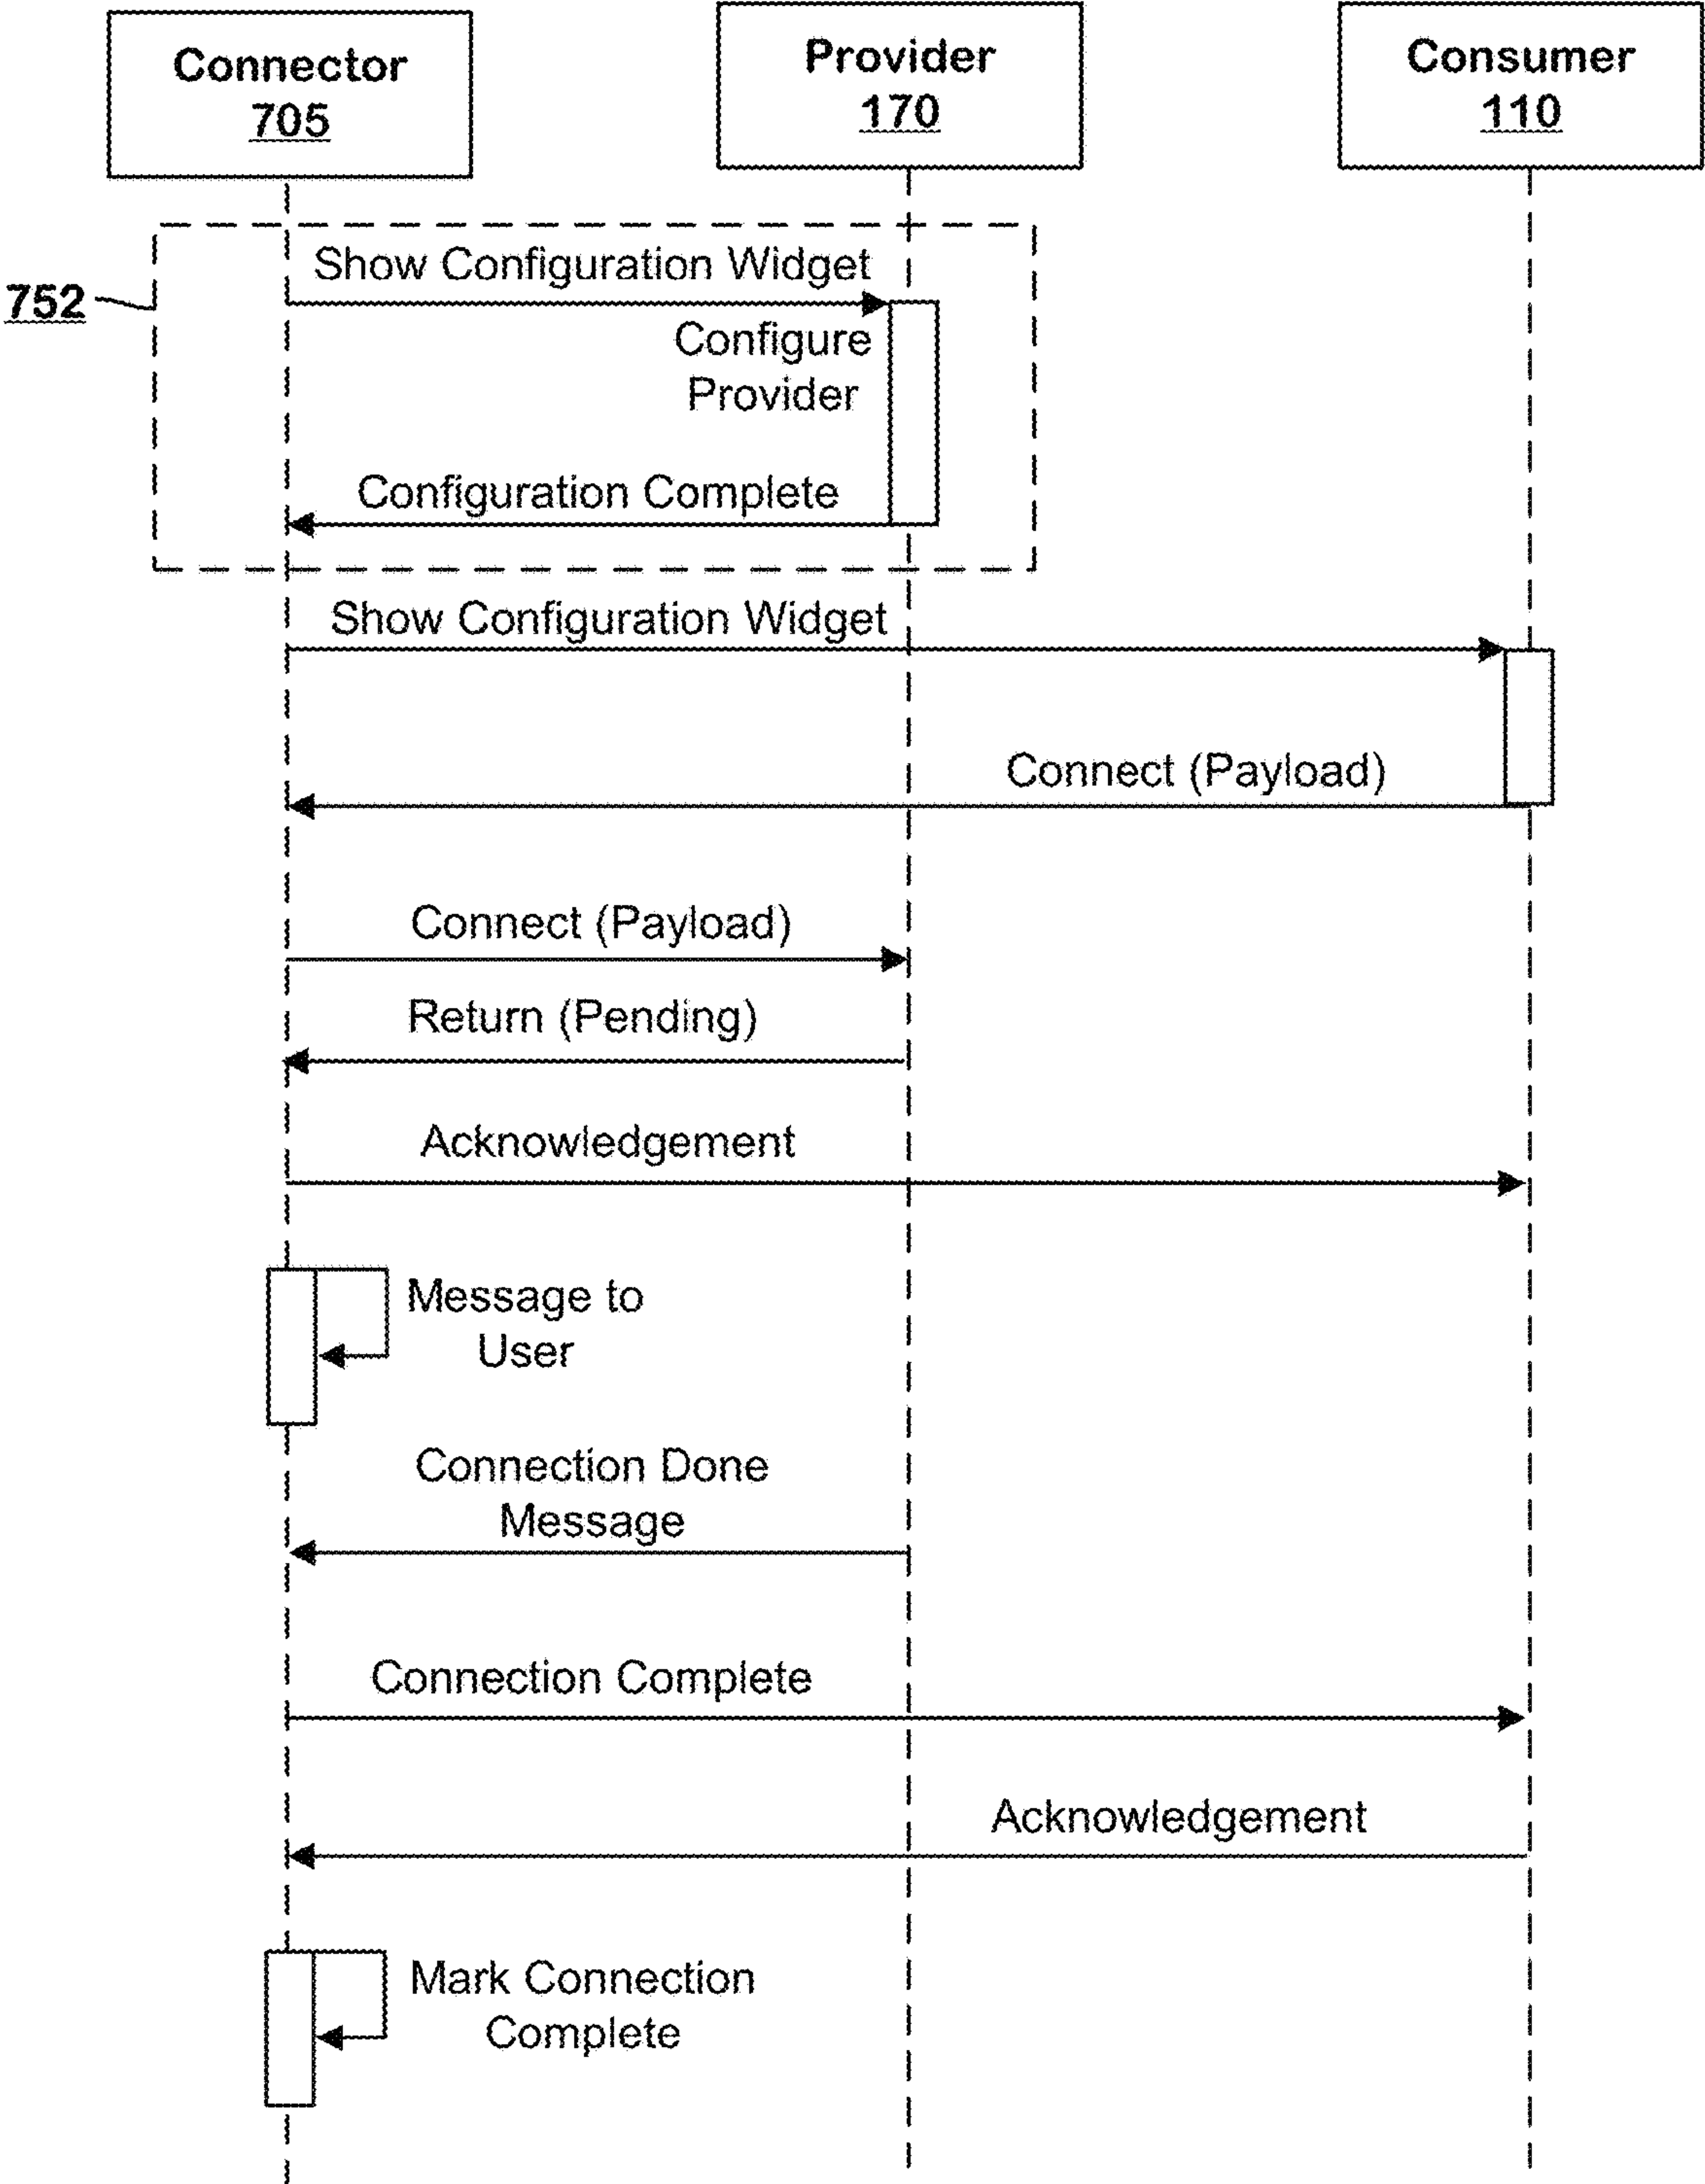 Connector
705
Provider
170
Consumer
110
752
Show Configuration Widget
Configure
Provider
Configuration Complete
Show Configuration Widget
Connect (Payload)
Connect (Payload)
Return (Pending)
Acknowledgement
Message to
User
Connection Done
Message
Connection Complete
Acknowledgement
Mark Connection
Complete